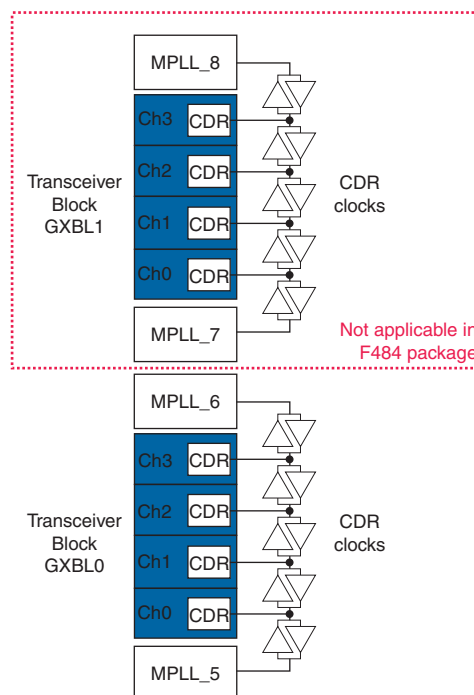 MPLL_8
Ch3 CDR
Ch2 CDR
Ch1 CDR
Ch0 CDR
Transceiver
Block
GXBL1
CDR
clocks
MPLL_7
Not applicable in
F484 package
MPLL_6
Ch3 CDR
Ch2 CDR
Ch1 CDR
Ch0 CDR
Transceiver
Block
GXBL0
CDR
clocks
MPLL_5